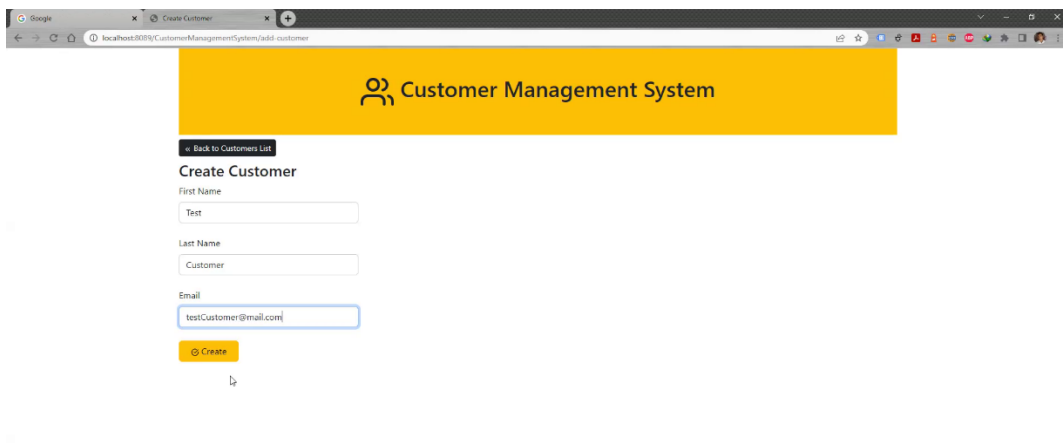 Google
Create Customer
localhost:8089/CustomerManagementSystem/add-customer
Customer Management System
« Back to Customers List
Create Customer
First Name
Test
Last Name
Customer
Email
testCustomer@mail.com
Create